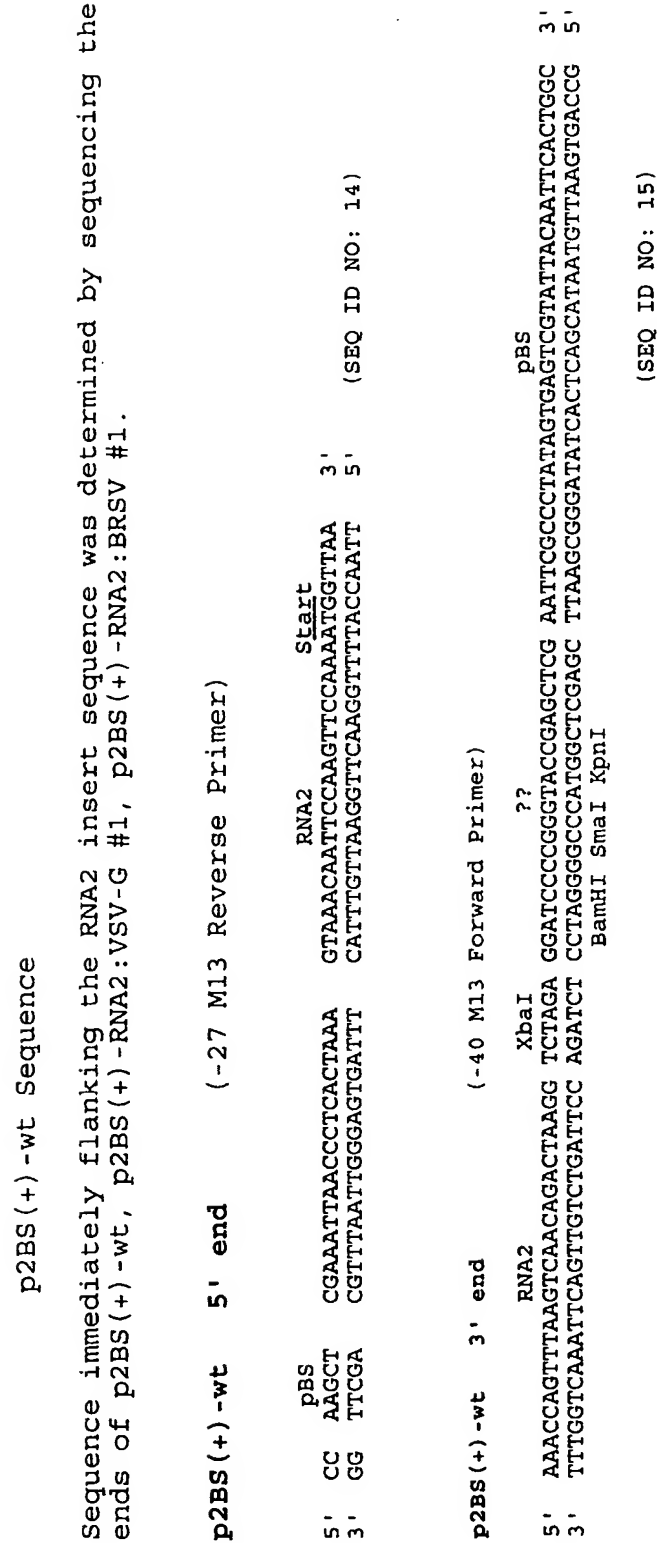 p2BS(+)-wt Sequence
Sequence immediately flanking the RNA2 insert sequence was determined by sequencing the
ends of p2BS(+)-wt, p2BS(+)-RNA2:VSV-G #1, p2BS(+)-RNA2:BRSV #1.
p2BS(+)-wt 5' end (-27 M13 Reverse Primer)
pBS RNA2 Start
5' CC AAGCT CGAAATTAACCCTCACTAAA GTAAACAATTCCAAGTTCCAAAATGGTTAA 3'
3' GG TTCGA CGTTTAATTGGGAGTGATTT CATTTGTTAAGGTTCAAGGTTTTACCAATT 5'
(SEQ ID NO: 14)
p2BS(+)-wt 3' end (-40 M13 Forward Primer)
RNA2 XbaI ?? pBS
5' AAACCAGTTTAAGTCAACAGACTAAGG TCTAGA GGATCCCCCGGGTACCGAGCTCG AATTCGCCCTATAGTGAGTCGTATTACAATTCACTGGC 3'
3' TTTGGTCAAATTCAGTTGTCTGATTCC AGATCT CCTAGGGGCCCATGGCTCGAGC TTAAGCGGGATATCACTCAGCATAATGTTAAGTGACCG 5'
BamHI SmaI KpnI
(SEQ ID NO: 15)